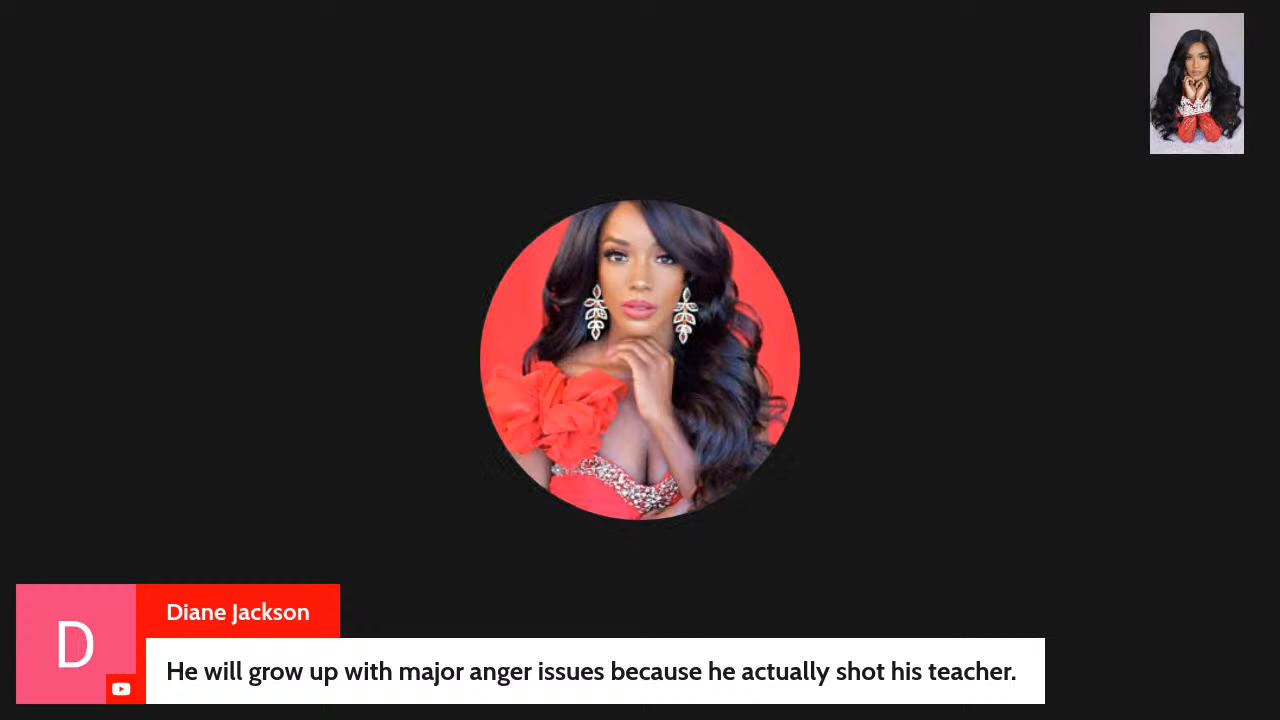 D
Diane Jackson
He will grow up with major anger issues because he actually shot his teacher.